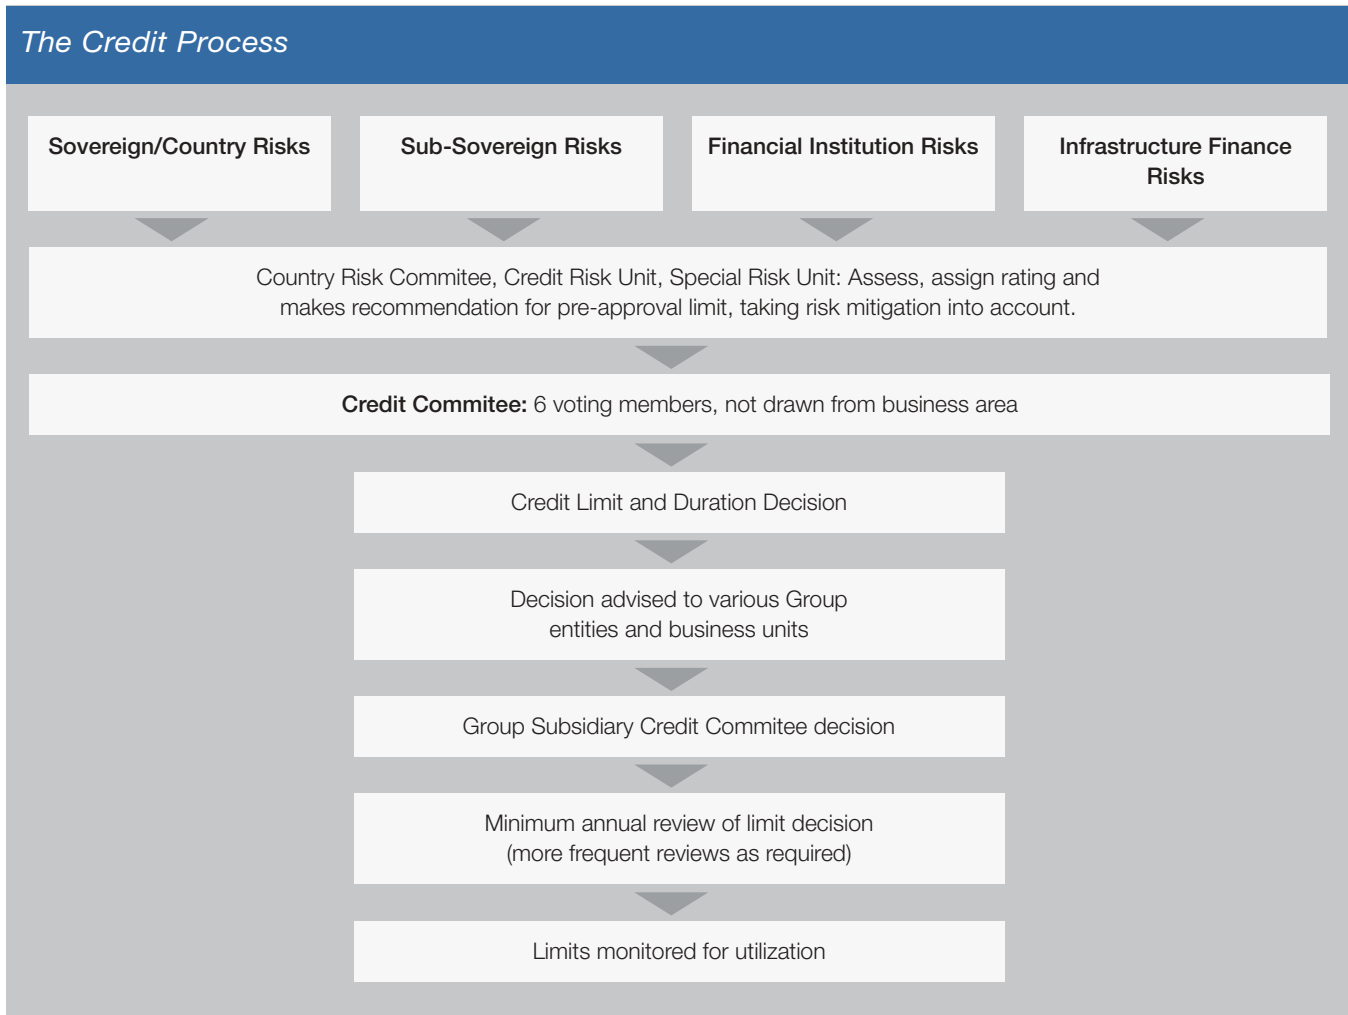 The Credit Process
Sovereign/Country Risks
Sub-Sovereign Risks
Financial Institution Risks
Infrastructure Finance
Risks
Country Risk Commitee, Credit Risk Unit, Special Risk Unit: Assess, assign rating and
makes recommendation for pre-approval limit, taking risk mitigation into account.
Credit Commitee: 6 voting members, not drawn from business area
Credit Limit and Duration Decision
Decision advised to various Group
entities and business units
Group Subsidiary Credit Commitee decision
Minimum annual review of limit decision
(more frequent reviews as required)
Limits monitored for utilization